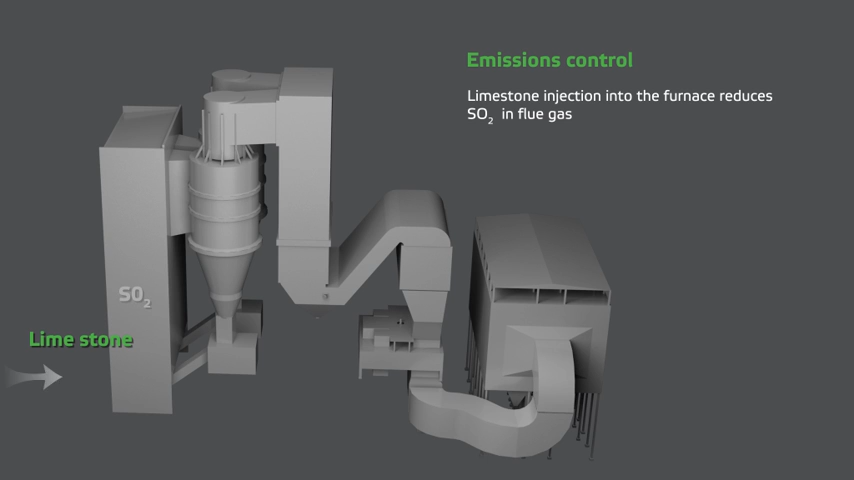 Emissions control
Limestone injection into the furnace reduces
SO₂ in flue gas
SO₂
Lime stone